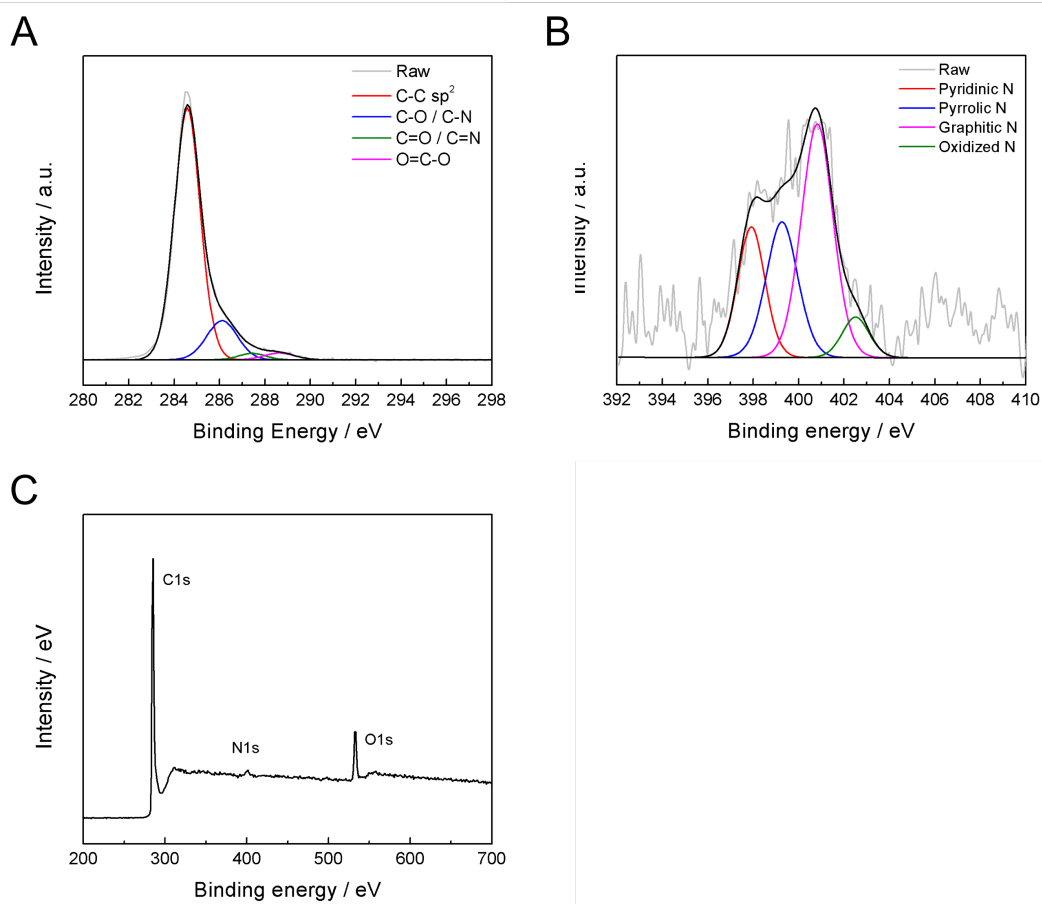 A
Raw
C-C sp²
C-O / C-N
C=O / C=N
O=C-O
Intensity / a.u.
280 282 284 286 288 290 292 294 296 298
Binding Energy / eV
B
Raw
Pyridinic N
Pyrrolic N
Graphitic N
Oxidized N
Intensity / a.u.
392 394 396 398 400 402 404 406 408 410
Binding energy / eV
C
C1s
N1s
O1s
Intensity / eV
200 300 400 500 600 700
Binding energy / eV